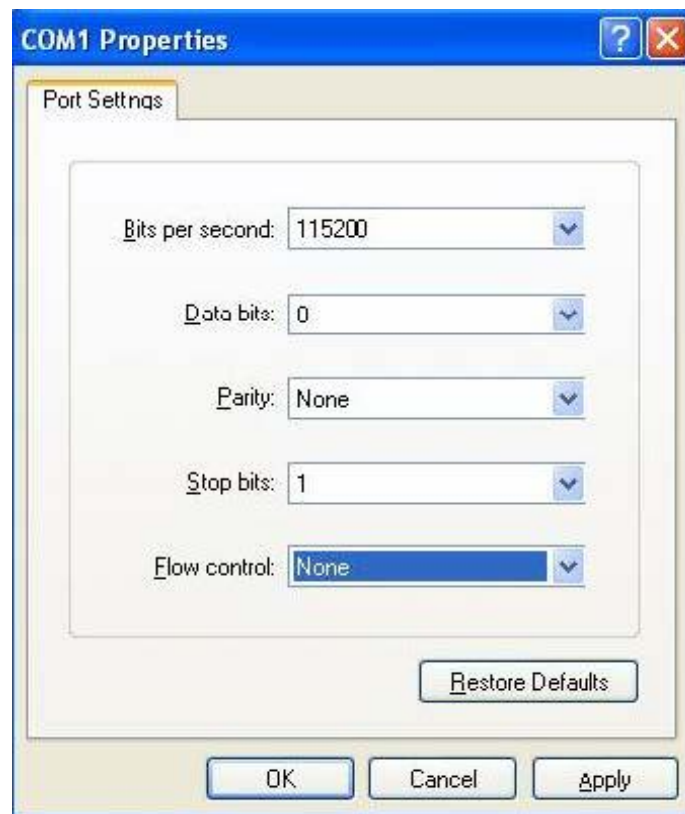 COM1 Properties
Port Settngs
Bits per second: 115200
Data bits: 0
Parity: None
Stop bits: 1
Flow control: None
Restore Defaults
OK Cancel Apply